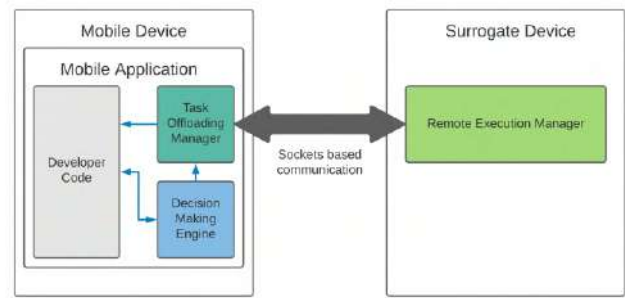 Mobile Device
Mobile Application
Developer
Code
Task
Offloading
Manager
Decision
Making
Engine
Sockets based
communication
Surrogate Device
Remote Execution Manager